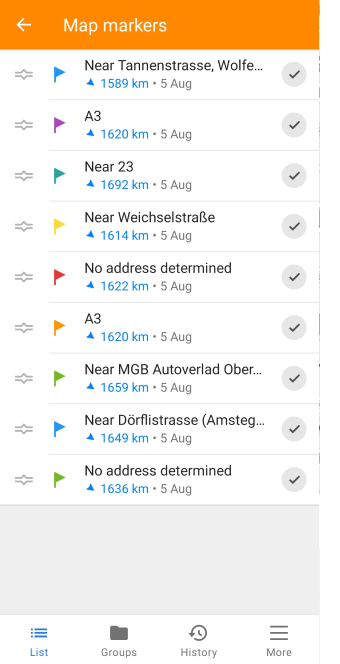 Map markers
Near Tannenstrasse, Wolfe...
1589 km • 5 Aug
A3
1620 km • 5 Aug
Near 23
1692 km • 5 Aug
Near Weichselstraße
1614 km • 5 Aug
No address determined
1622 km • 5 Aug
A3
1620 km • 5 Aug
Near MGB Autoverlad Ober...
1659 km • 5 Aug
Near Dörflistrasse (Amsteg...
1649 km • 5 Aug
No address determined
1636 km • 5 Aug
List Groups History More